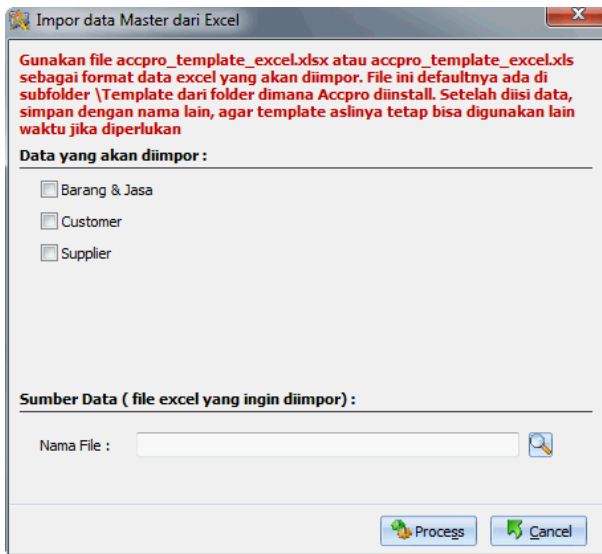 Impor data Master dari Excel
Gunakan file accpro_template_excel.xlsx atau accpro_template_excel.xls
sebagai format data excel yang akan diimpor. File ini defaultnya ada di
subfolder \Template dari folder dimana Accpro diinstall. Setelah diisi data,
simpan dengan nama lain, agar template aslinya tetap bisa digunakan lain
waktu jika diperlukan
Data yang akan diimpor :
Barang & Jasa
Customer
Supplier
Sumber Data ( file excel yang ingin diimpor) :
Nama File :
Process
Cancel